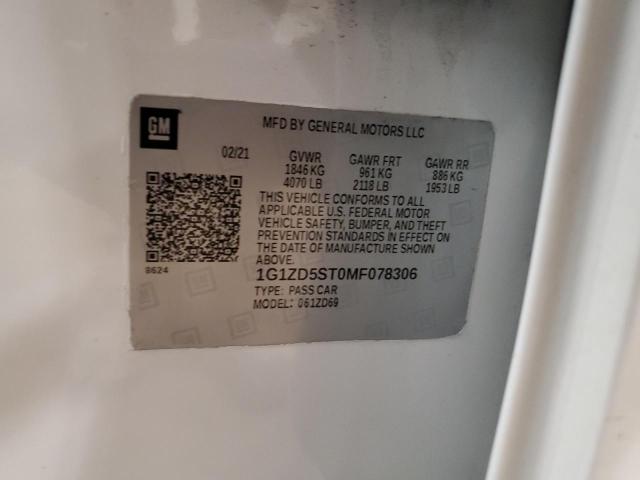 GM
MFD BY GENERAL MOTORS LLC
02/21 GVWR GAWR FRT GAWR RR
1846 KG 961 KG 886 KG
4070 LB 2118 LB 1953 LB
THIS VEHICLE CONFORMS TO ALL
APPLICABLE U.S. FEDERAL MOTOR
VEHICLE SAFETY, BUMPER, AND THEFT
PREVENTION STANDARDS IN EFFECT ON
THE DATE OF MANUFACTURE SHOWN
ABOVE.
8624
1G1ZD5ST0MF078306
TYPE: PASS CAR
MODEL: 061ZD69